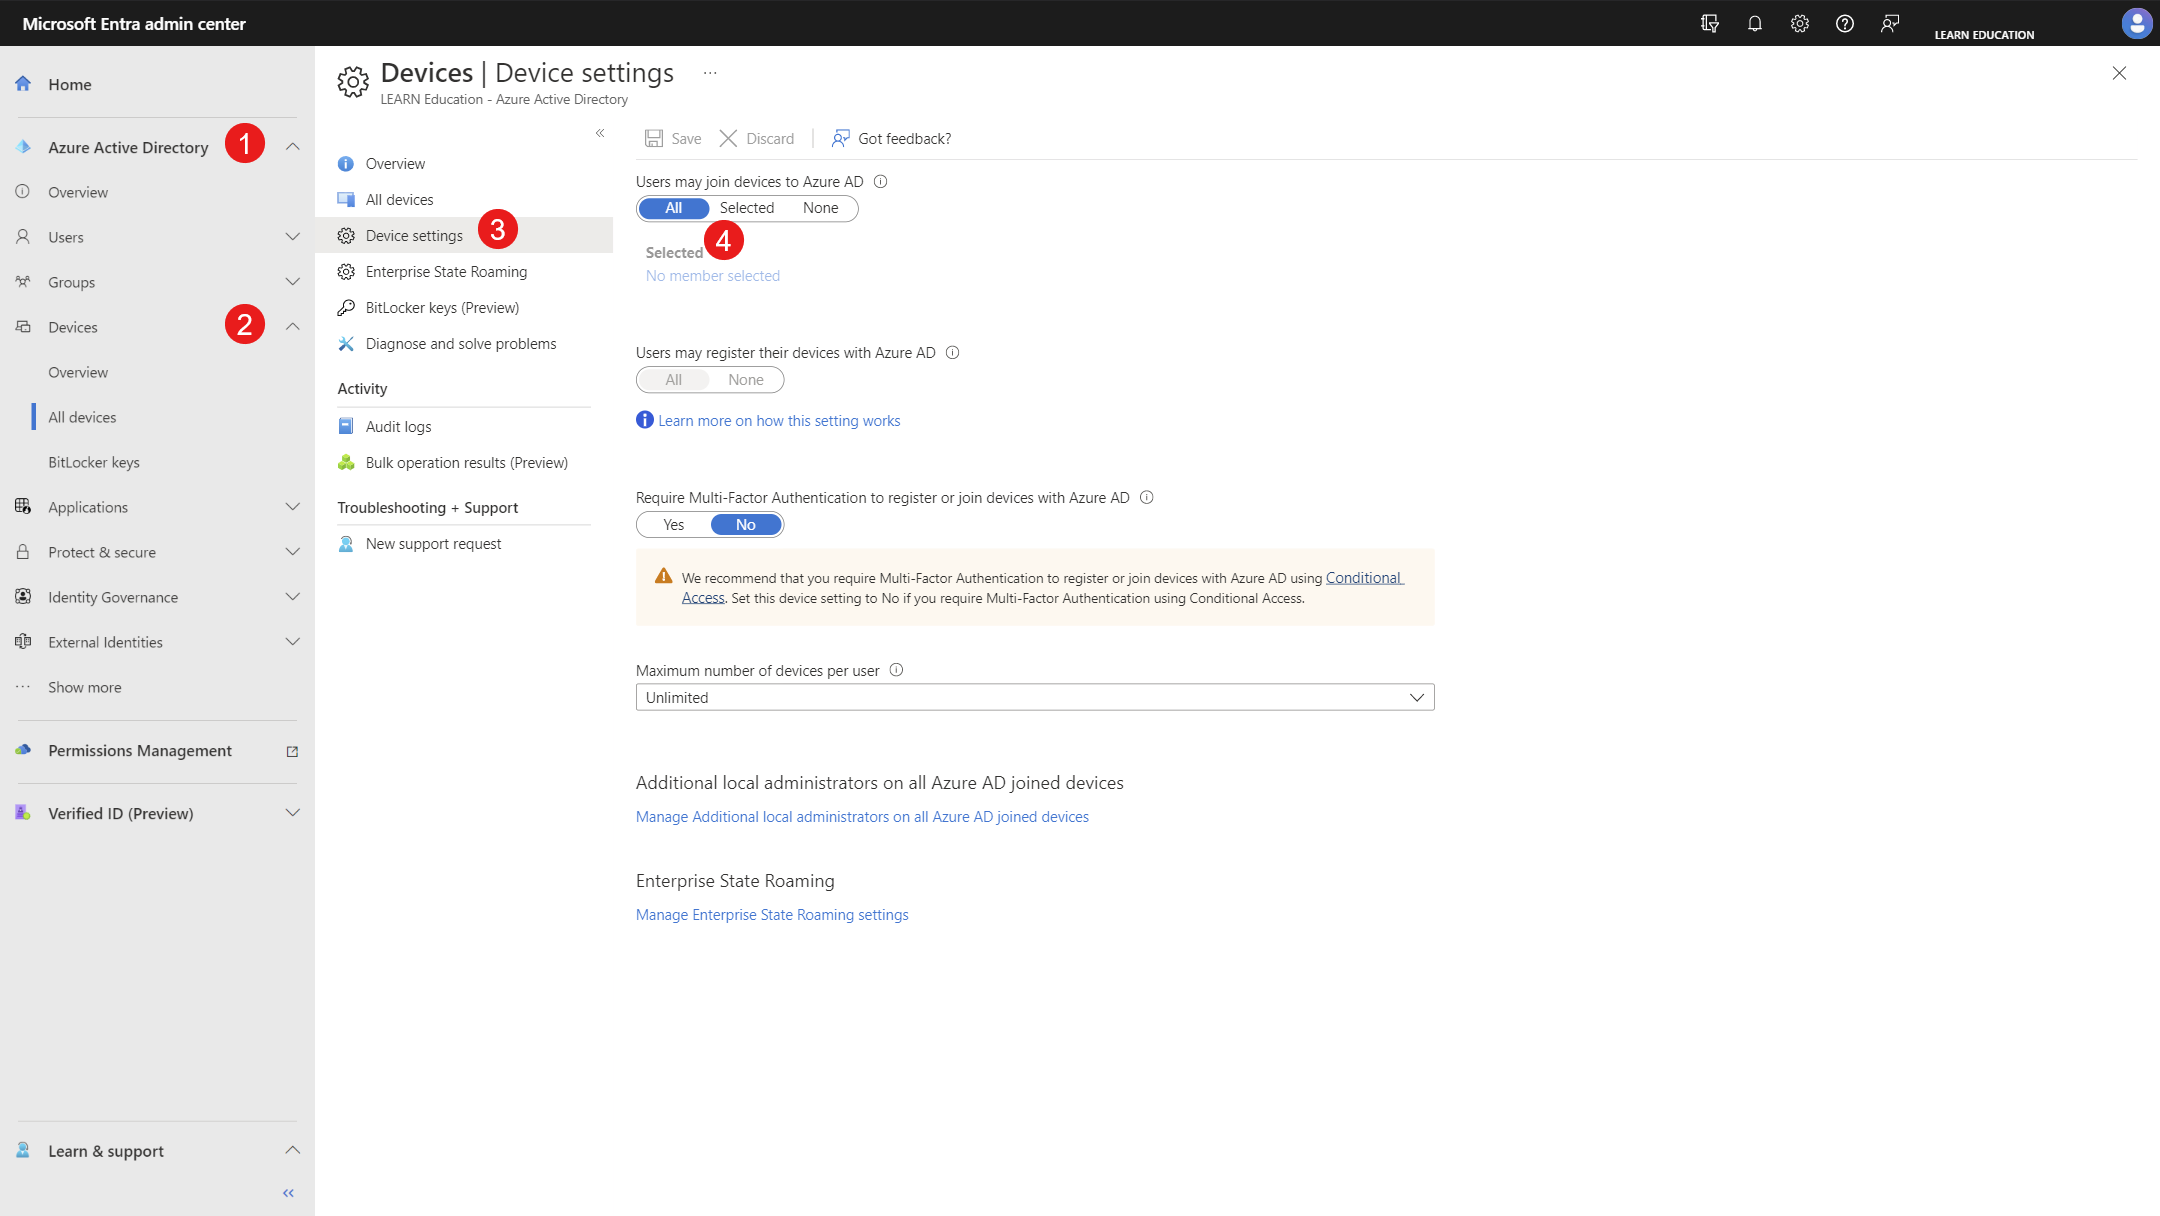 Microsoft Entra admin center
LEARN EDUCATION
Home
Azure Active Directory
1
Overview
Users
Groups
Devices
2
Overview
All devices
BitLocker keys
Applications
Protect & secure
Identity Governance
External Identities
Show more
Permissions Management
Verified ID (Preview)
Learn & support
Devices | Device settings
LEARN Education - Azure Active Directory
Overview
All devices
Device settings
3
Enterprise State Roaming
BitLocker keys (Preview)
Diagnose and solve problems
Activity
Audit logs
Bulk operation results (Preview)
Troubleshooting + Support
New support request
Save
Discard
Got feedback?
Users may join devices to Azure AD
All Selected None
4
Selected
No member selected
Users may register their devices with Azure AD
All None
Learn more on how this setting works
Require Multi-Factor Authentication to register or join devices with Azure AD
Yes No
We recommend that you require Multi-Factor Authentication to register or join devices with Azure AD using Conditional
Access. Set this device setting to No if you require Multi-Factor Authentication using Conditional Access.
Maximum number of devices per user
Unlimited
Additional local administrators on all Azure AD joined devices
Manage Additional local administrators on all Azure AD joined devices
Enterprise State Roaming
Manage Enterprise State Roaming settings